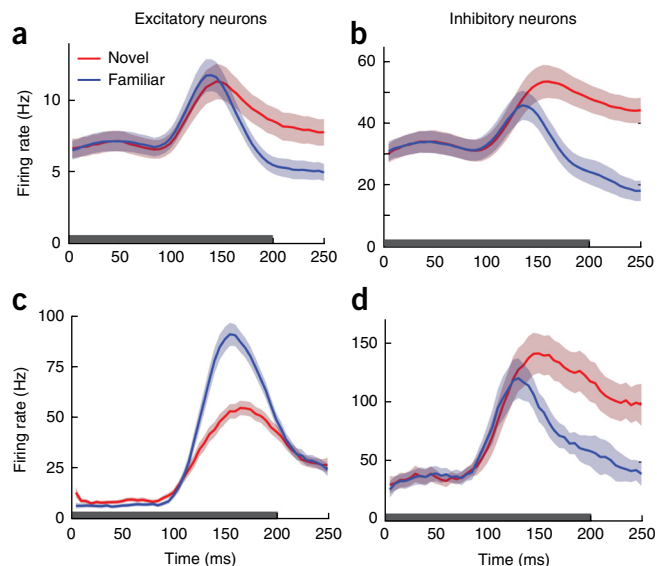 Excitatory neurons
Inhibitory neurons
a
Novel
Familiar
Firing rate (Hz)
10
5
0
0 50 100 150 200 250
b
60
40
20
0
0 50 100 150 200 250
c
Firing rate (Hz)
100
75
50
25
0
0 50 100 150 200 250
Time (ms)
d
150
100
50
0
0 50 100 150 200 250
Time (ms)